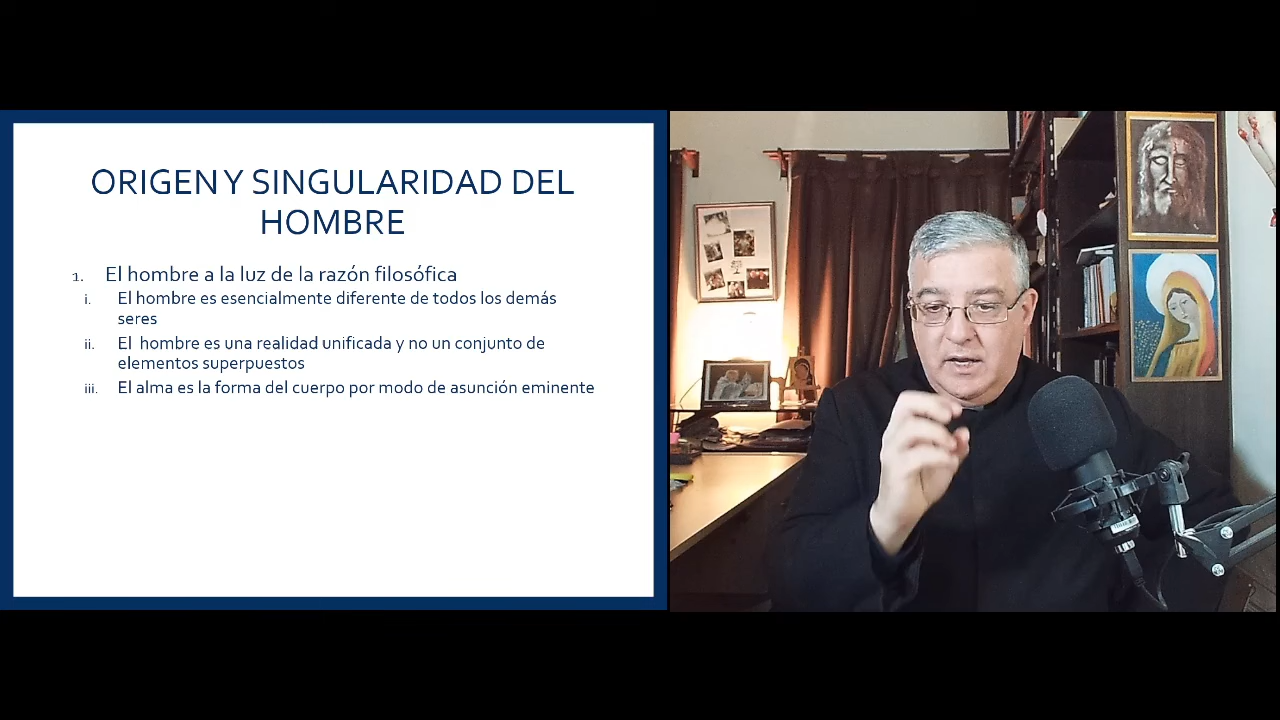 ORIGEN Y SINGULARIDAD DEL
HOMBRE
1. El hombre a la luz de la razón filosófica
i. El hombre es esencialmente diferente de todos los demás
seres
ii. El hombre es una realidad unificada y no un conjunto de
elementos superpuestos
iii. El alma es la forma del cuerpo por modo de asunción eminente